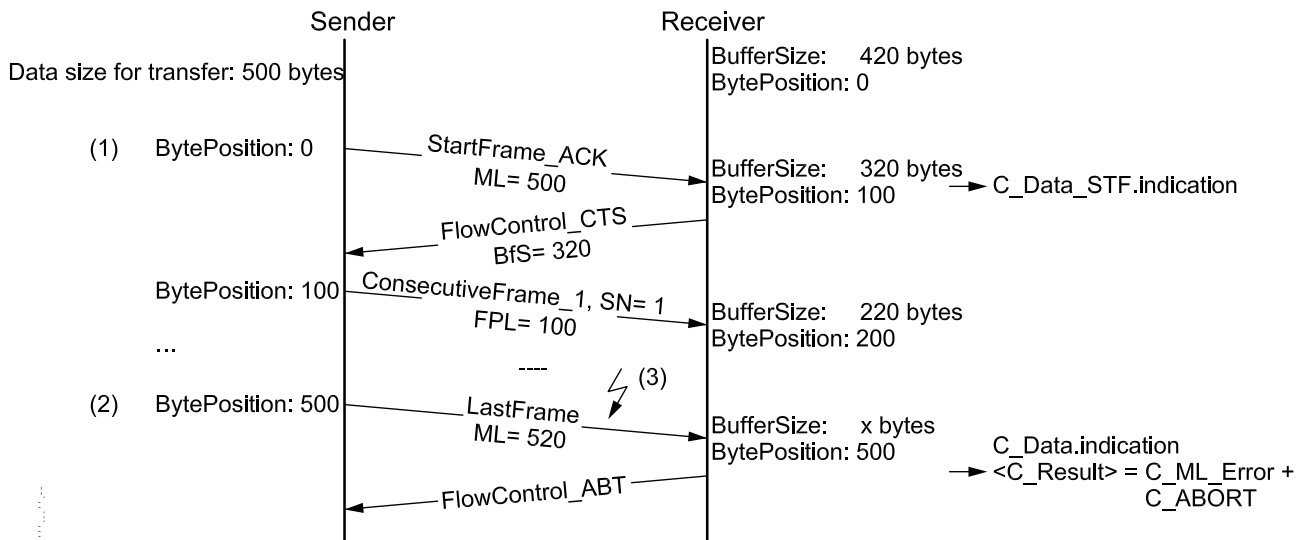 Sender
Receiver
Data size for transfer: 500 bytes
BufferSize: 420 bytes
BytePosition: 0
(1) BytePosition: 0
StartFrame_ACK
ML= 500
BufferSize: 320 bytes
BytePosition: 100
C_Data_STF.indication
FlowControl_CTS
BfS= 320
BytePosition: 100
ConsecutiveFrame_1, SN= 1
FPL= 100
BufferSize: 220 bytes
BytePosition: 200
...
----
(3)
(2) BytePosition: 500
LastFrame
ML= 520
BufferSize: x bytes
BytePosition: 500
C_Data.indication
<C_Result> = C_ML_Error +
C_ABORT
FlowControl_ABT